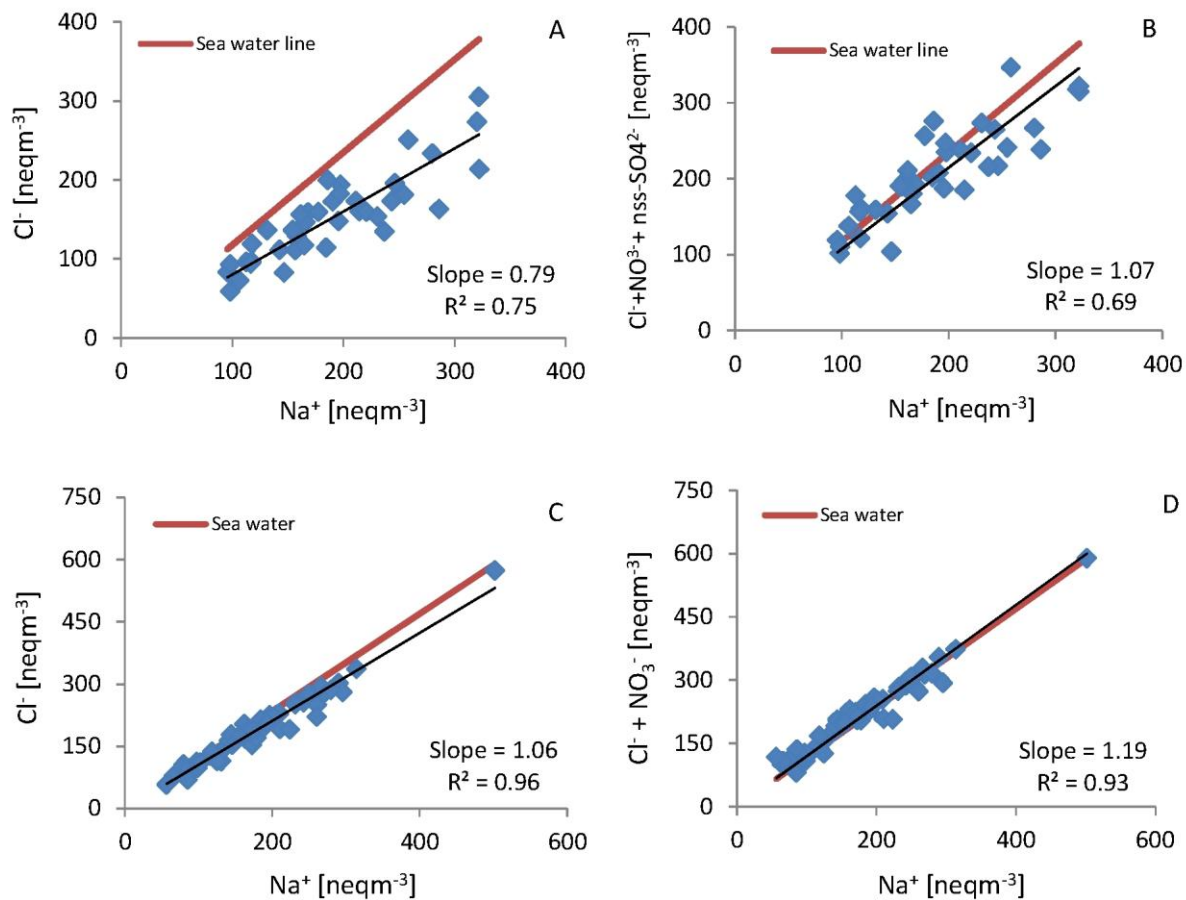 A
Sea water line
Cl⁻ [neqm⁻³]
400
300
200
100
0
Slope = 0.79
R² = 0.75
0 100 200 300 400
Na⁺ [neqm⁻³]
B
Sea water line
Cl⁻+NO³⁻+ nss-SO4²⁻ [neqm⁻³]
400
300
200
100
0
Slope = 1.07
R² = 0.69
0 100 200 300 400
Na⁺ [neqm⁻³]
C
Sea water
Cl⁻ [neqm⁻³]
750
600
450
300
150
0
Slope = 1.06
R² = 0.96
0 200 400 600
Na⁺ [neqm⁻³]
D
Sea water
Cl⁻ + NO₃⁻ [neqm⁻³]
750
600
450
300
150
0
Slope = 1.19
R² = 0.93
0 200 400 600
Na⁺ [neqm⁻³]